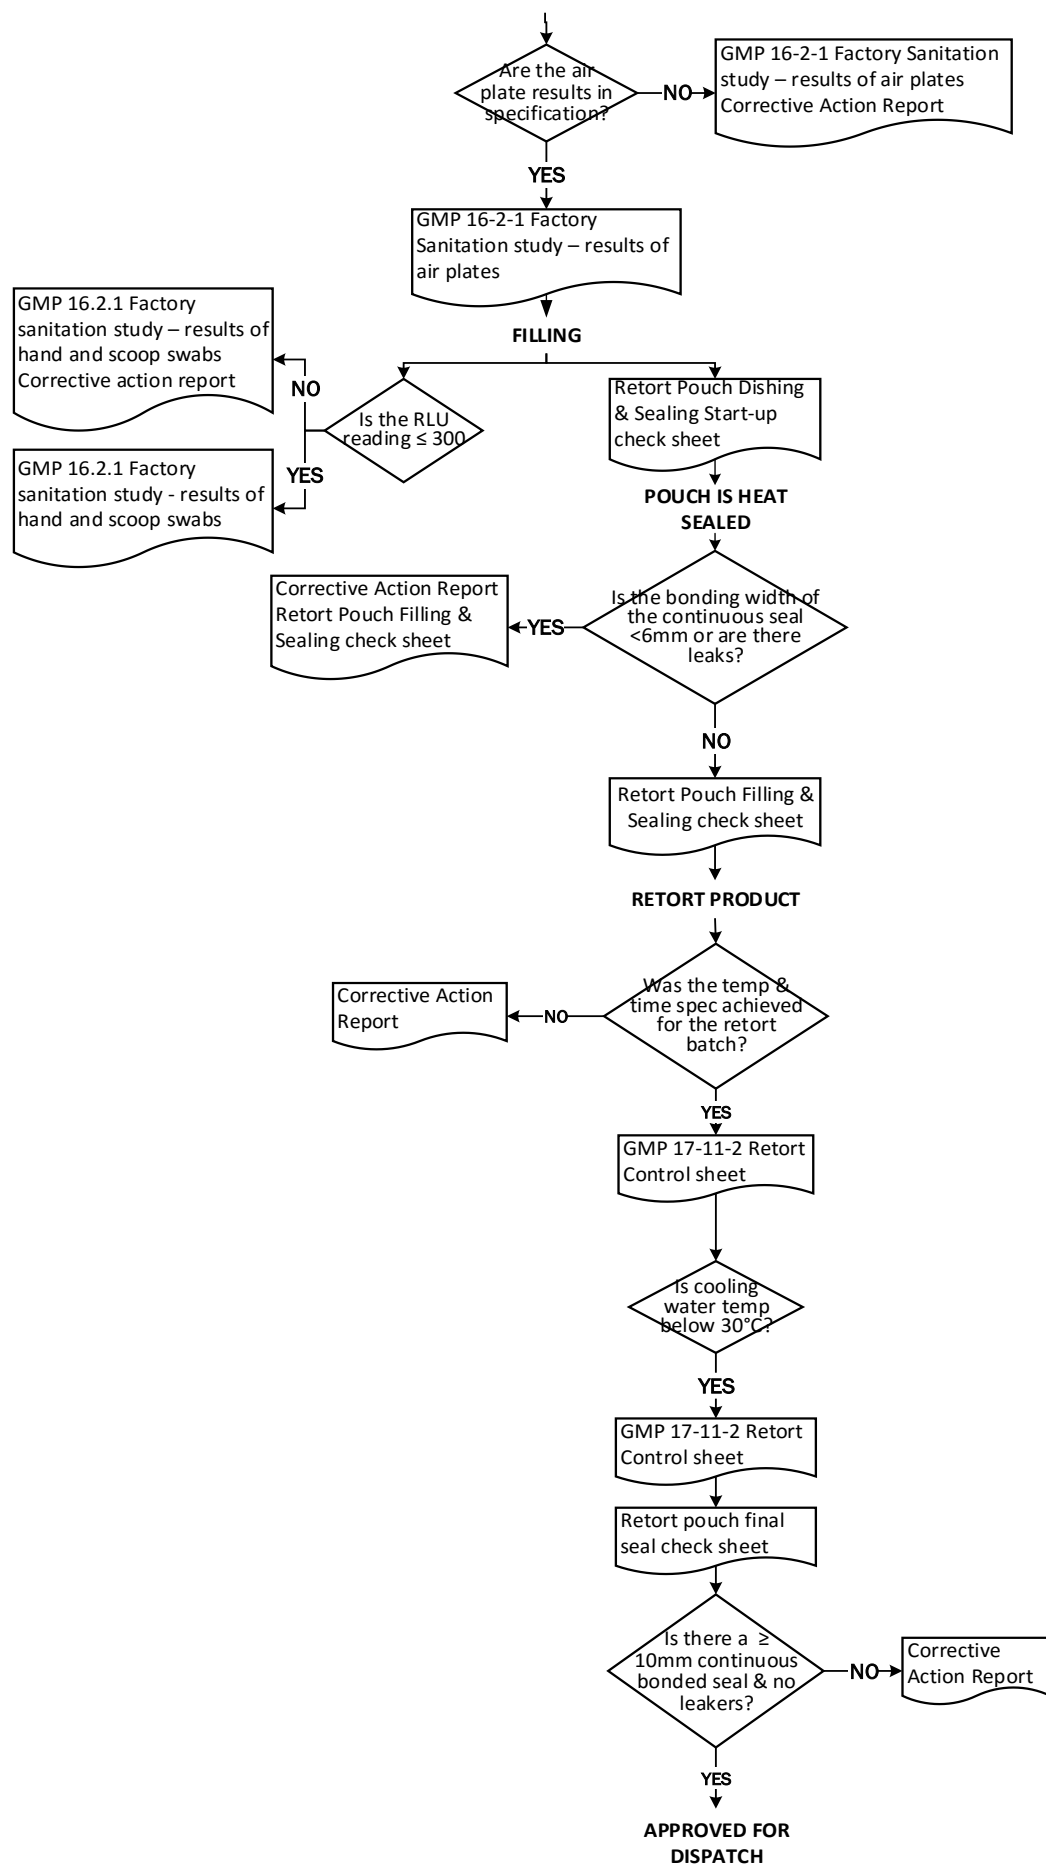 Are the air
plate results in
specification?
NO
GMP 16-2-1 Factory Sanitation
study – results of air plates
Corrective Action Report
YES
GMP 16-2-1 Factory
Sanitation study – results of
air plates
FILLING
GMP 16.2.1 Factory
sanitation study – results of
hand and scoop swabs
Corrective action report
NO
Is the RLU
reading ≤ 300
YES
GMP 16.2.1 Factory
sanitation study - results of
hand and scoop swabs
Retort Pouch Dishing
& Sealing Start-up
check sheet
POUCH IS HEAT
SEALED
Is the bonding width of
the continuous seal
<6mm or are there
leaks?
YES
Corrective Action Report
Retort Pouch Filling &
Sealing check sheet
NO
Retort Pouch Filling &
Sealing check sheet
RETORT PRODUCT
Was the temp &
time spec achieved
for the retort
batch?
NO
Corrective Action
Report
YES
GMP 17-11-2 Retort
Control sheet
Is cooling
water temp
below 30°C?
YES
GMP 17-11-2 Retort
Control sheet
Retort pouch final
seal check sheet
Is there a ≥
10mm continuous
bonded seal & no
leakers?
NO
Corrective
Action Report
YES
APPROVED FOR
DISPATCH